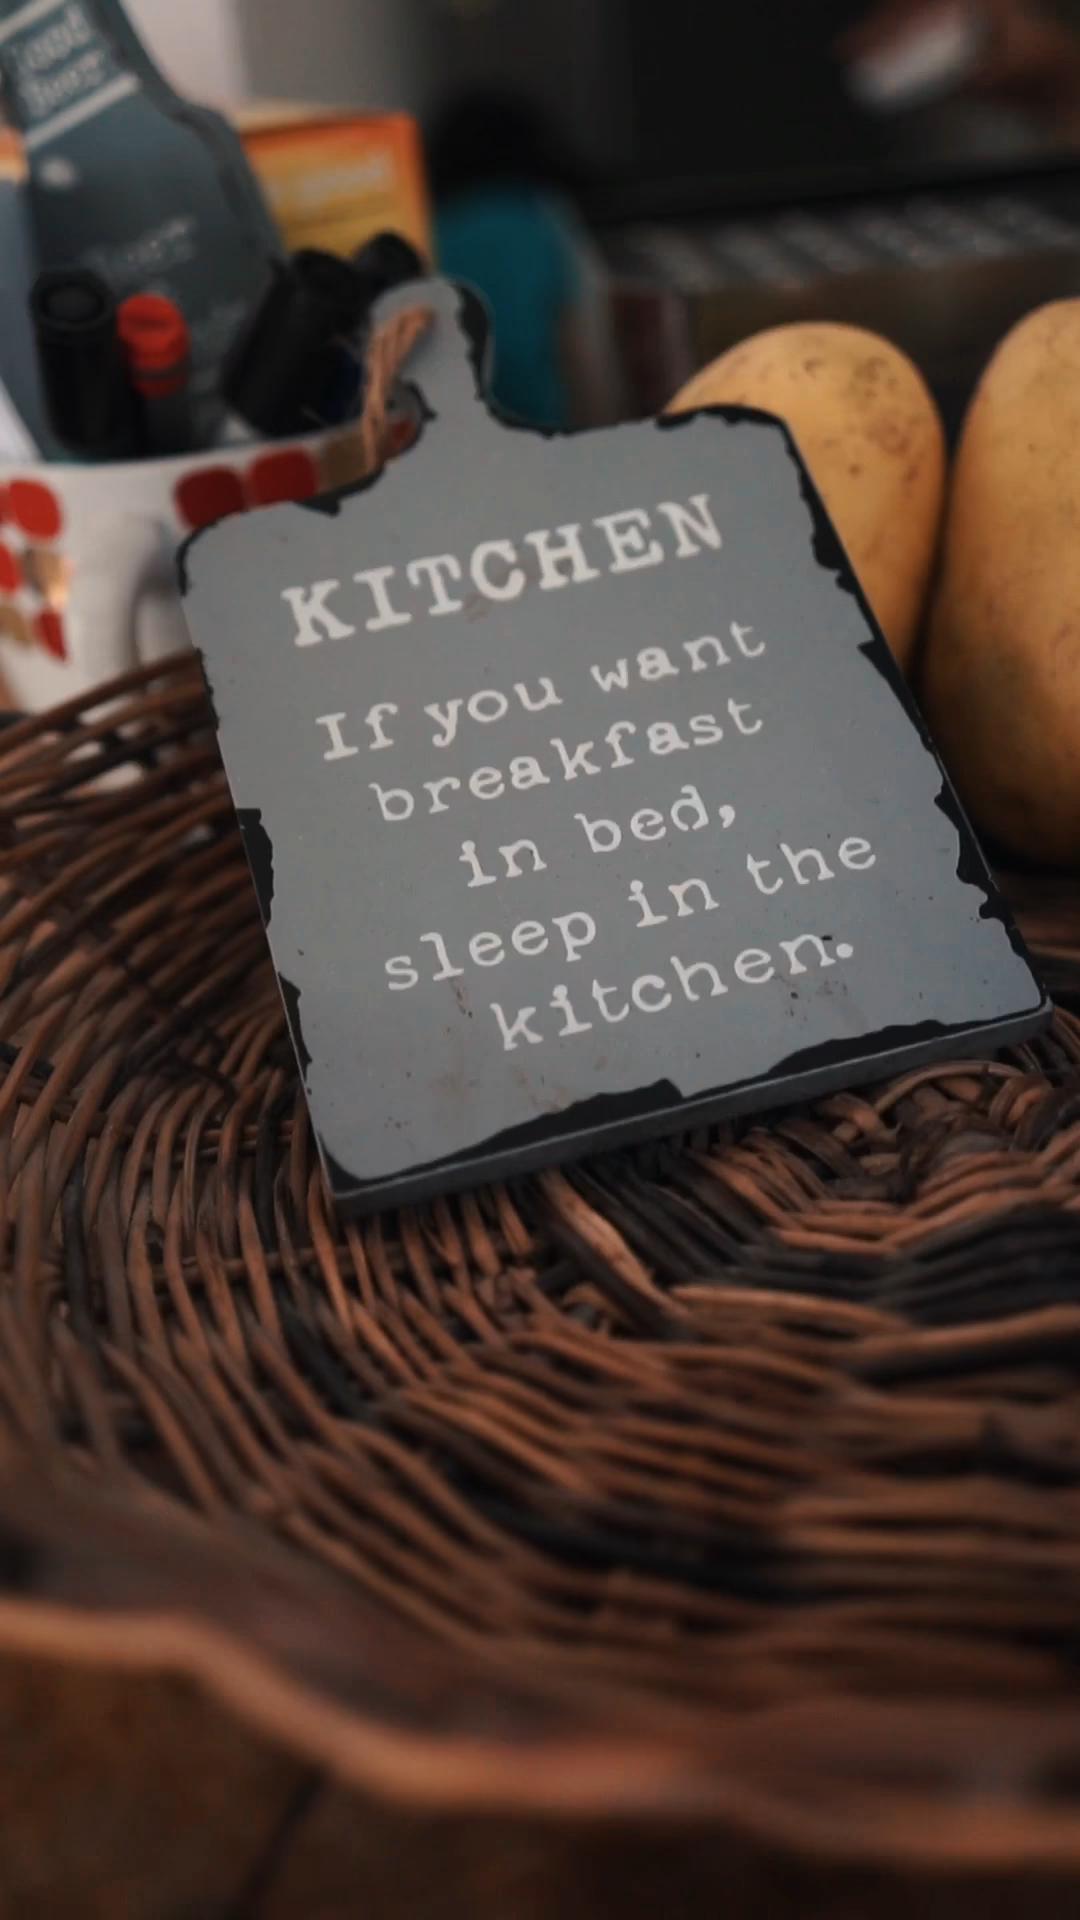 KITCHEN
If you want
breakfast
in bed,
sleep in the
kitchen.